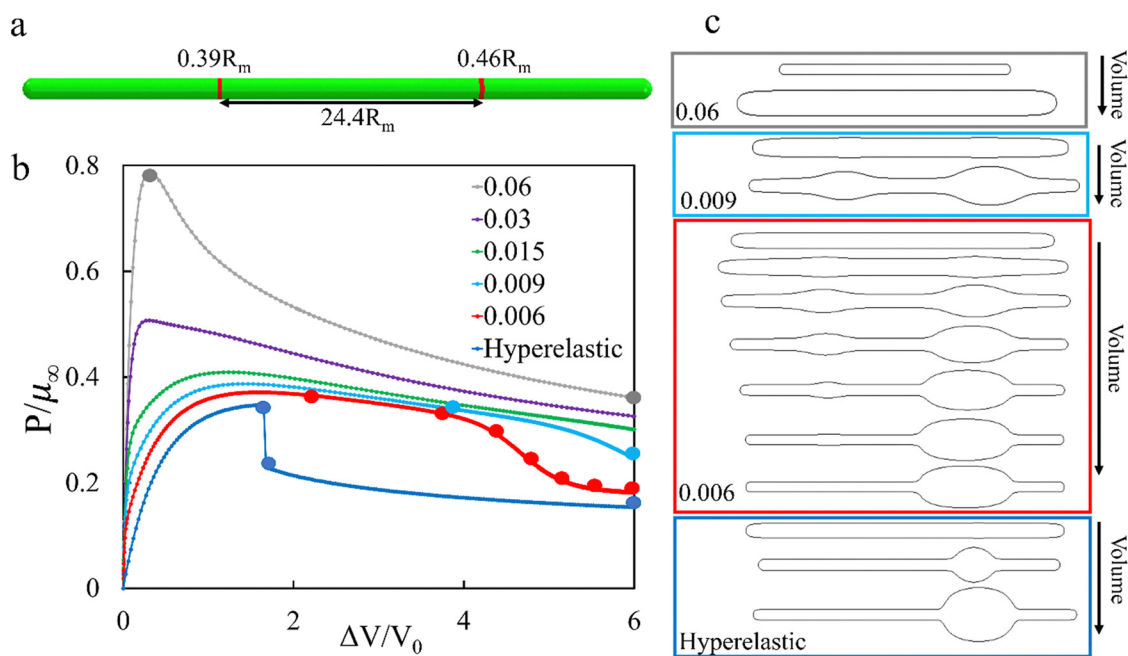 a
0.39Rm
0.46Rm
24.4Rm
b
0.8
0.6
0.4
0.2
0
0
2
4
6
P/μ∞
ΔV/V0
0.06
0.03
0.015
0.009
0.006
Hyperelastic
c
0.06
Volume
0.009
Volume
0.006
Volume
Hyperelastic
Volume